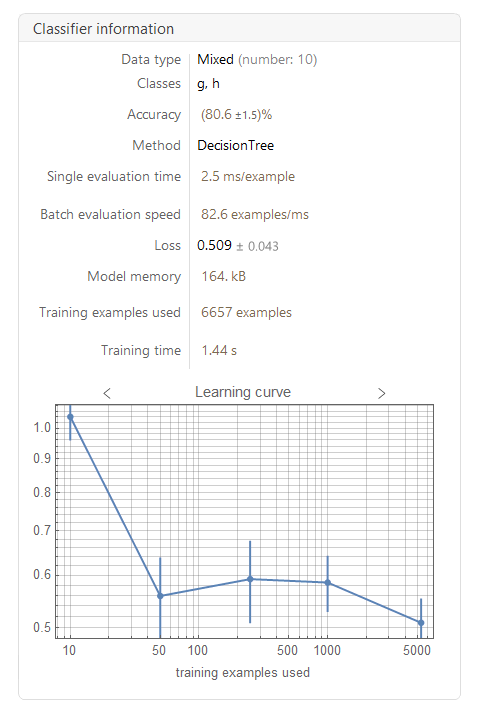 Classifier information
Data type Mixed (number: 10)
Classes g, h
Accuracy (80.6 ±1.5)%
Method DecisionTree
Single evaluation time 2.5 ms/example
Batch evaluation speed 82.6 examples/ms
Loss 0.509 ± 0.043
Model memory 164. kB
Training examples used 6657 examples
Training time 1.44 s
< Learning curve >
1.0
0.9
0.8
0.7
0.6
0.5
10 50 100 500 1000 5000
training examples used